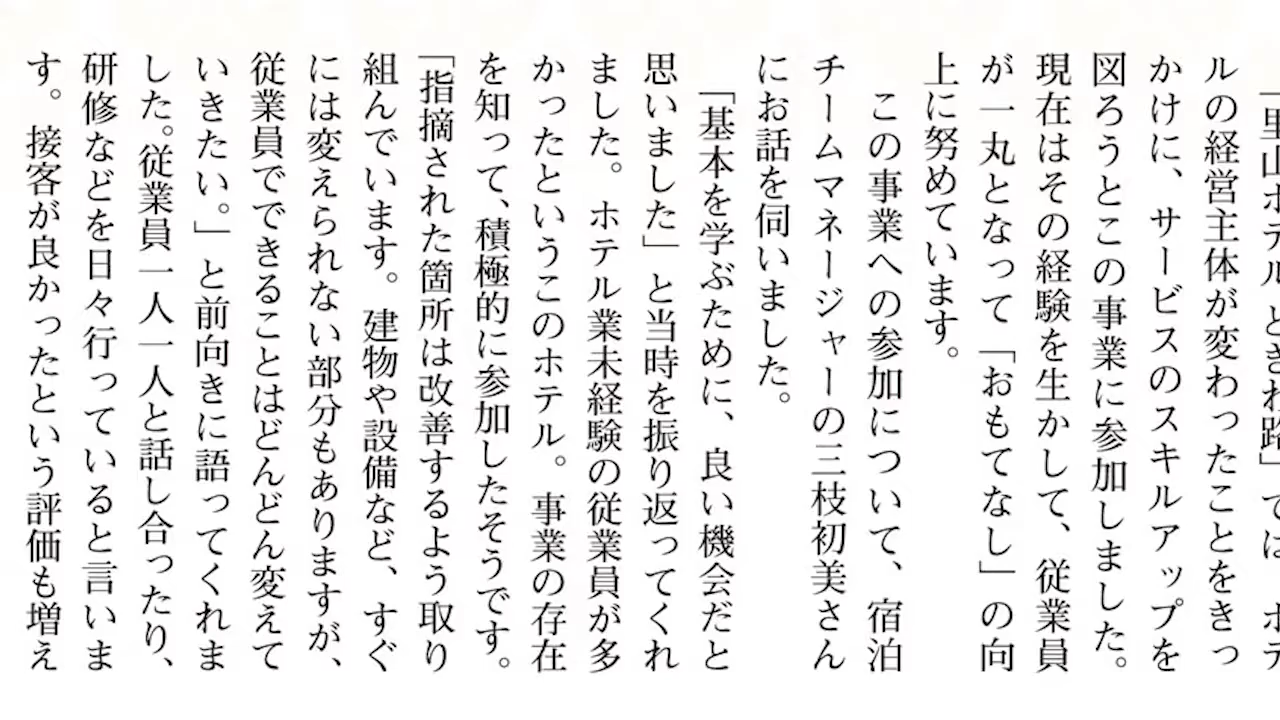 「里山ホテル ときわ路」では、ホテ
ルの経営主体が変わったことをきっ
かけに、サービスのスキルアップを
図ろうとこの事業に参加しました。
現在はその経験を生かして、従業員
が一丸となって「おもてなし」の向
上に努めています。
この事業への参加について、宿泊
チームマネージャーの三枝初美さん
にお話を伺いました。
「基本を学ぶために、良い機会だと
思いました」と当時を振り返ってくれ
ました。ホテル業未経験の従業員が多
かったというこのホテル。事業の存在
を知って、積極的に参加したそうです。
「指摘された箇所は改善するよう取り
組んでいます。建物や設備など、すぐ
には変えられない部分もありますが、
従業員でできることはどんどん変えて
いきたい。」と前向きに語ってくれま
した。従業員一人一人と話し合ったり、
研修などを日々行っていると言いま
す。接客が良かったという評価も増え